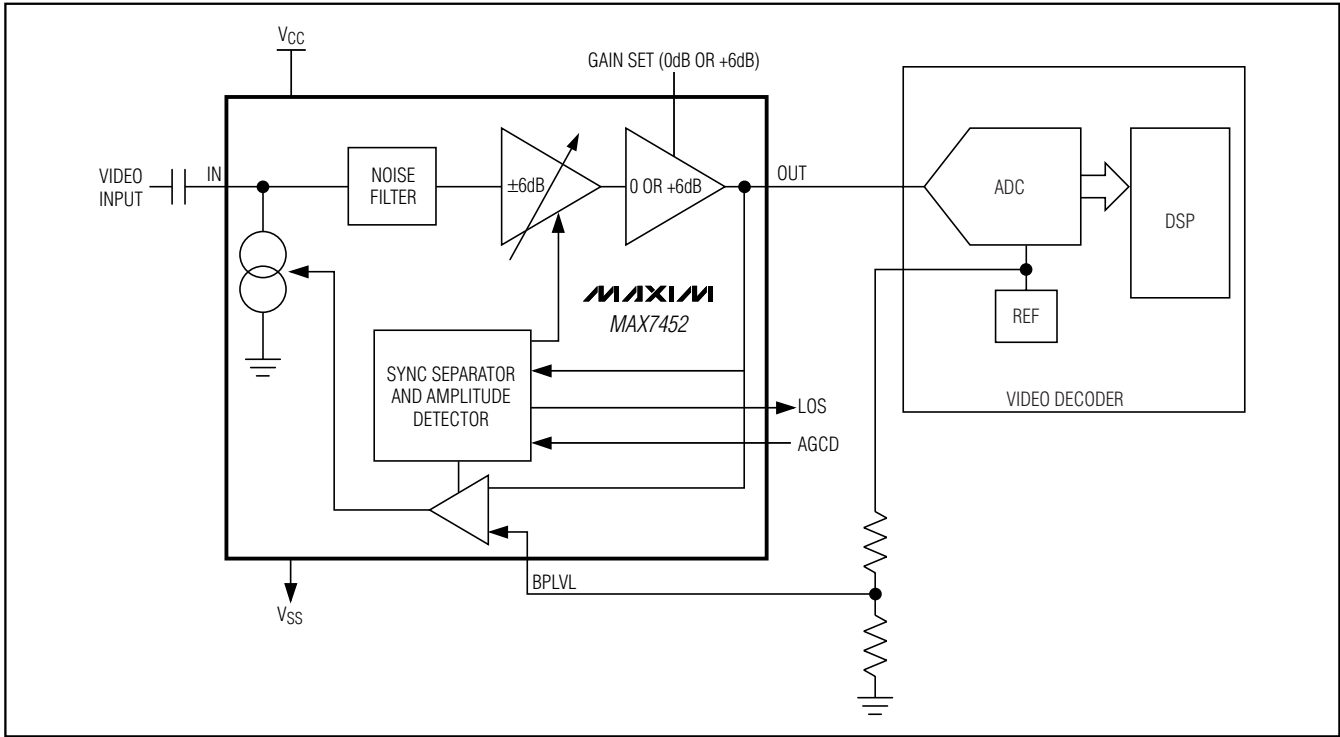 VCC
GAIN SET (0dB OR +6dB)
VIDEO
INPUT
IN
NOISE
FILTER
±6dB
0 OR +6dB
OUT
ADC
DSP
REF
VIDEO DECODER
MAXIM
MAX7452
SYNC SEPARATOR
AND AMPLITUDE
DETECTOR
LOS
AGCD
BPLVL
VSS